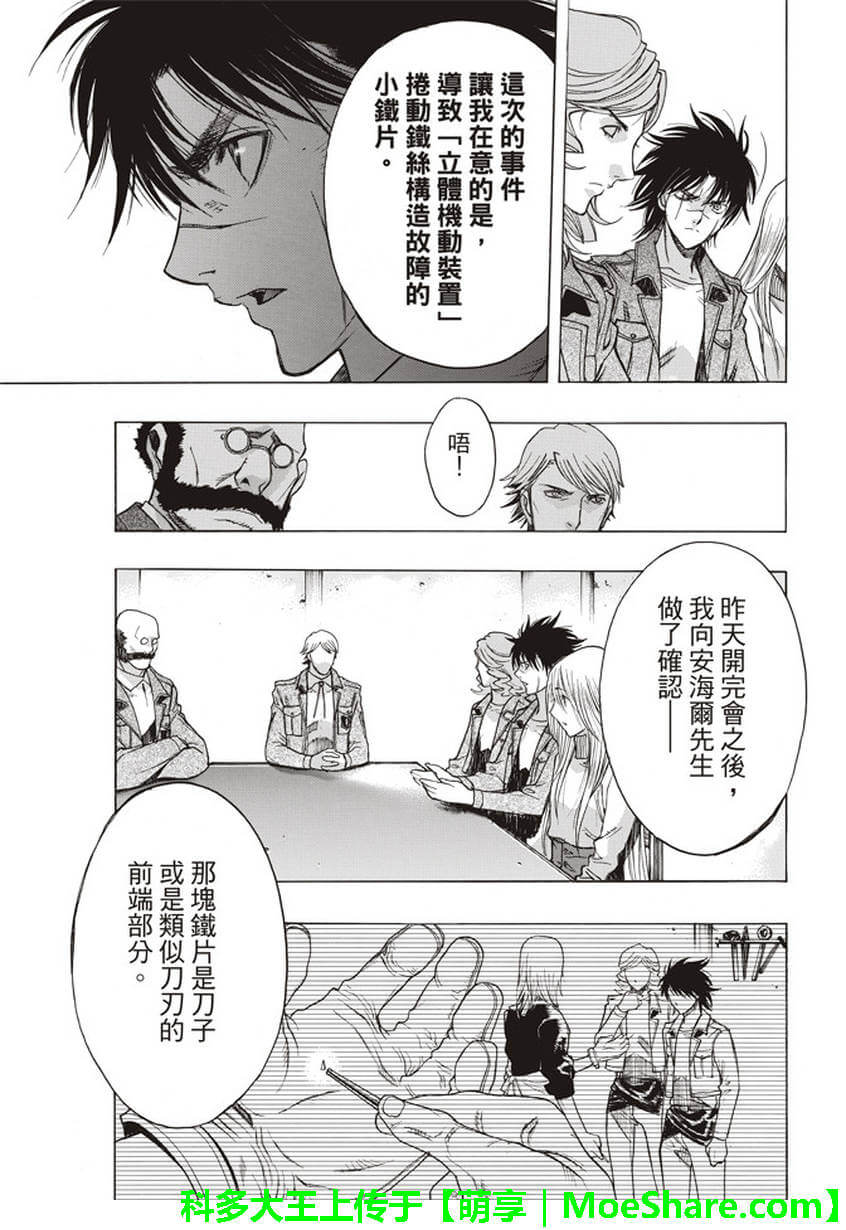 這次的事件
讓我在意的是，
導致「立體機動裝置」
捲動鐵絲構造故障的
小鐵片。
唔！
昨天開完會之後，
我向安海爾先生
做了確認──
那塊鐵片是刀子
或是類似刀刃的
前端部分。
科多大王上传于【萌享｜MoeShare.com】